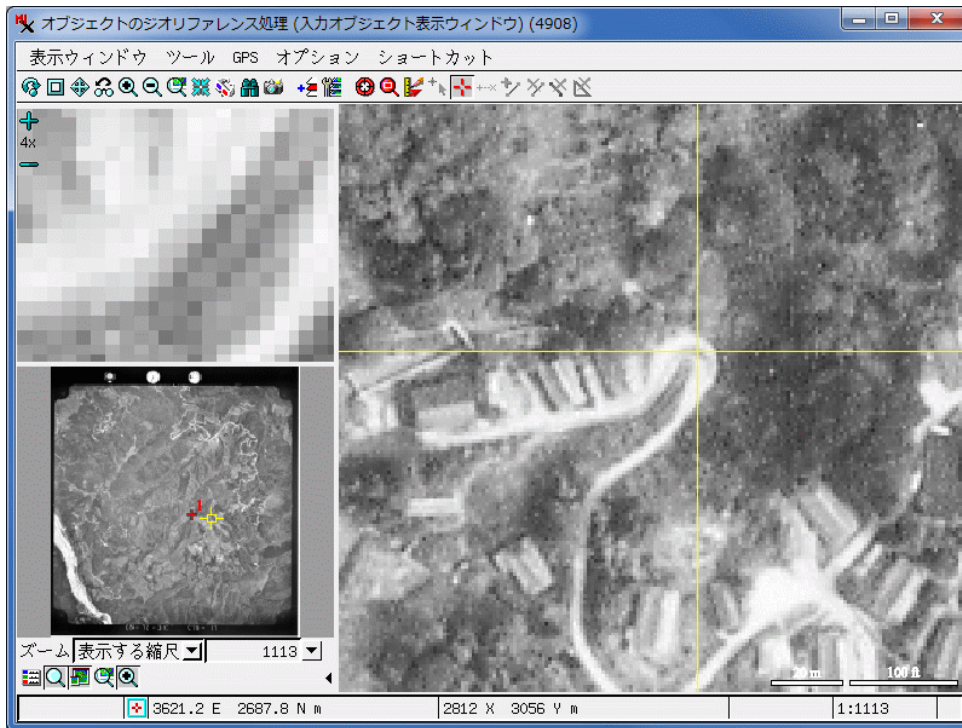 オブジェクトのジオリファレンス処理 (入力オブジェクト表示ウィンドウ) (4908)
表示ウィンドウ ツール GPS オプション ショートカット
4x
1
ズーム 表示する縮尺 1113
20 m 100 ft
3621.2 E 2687.8 N m 2812 X 3056 Y m 1:1113